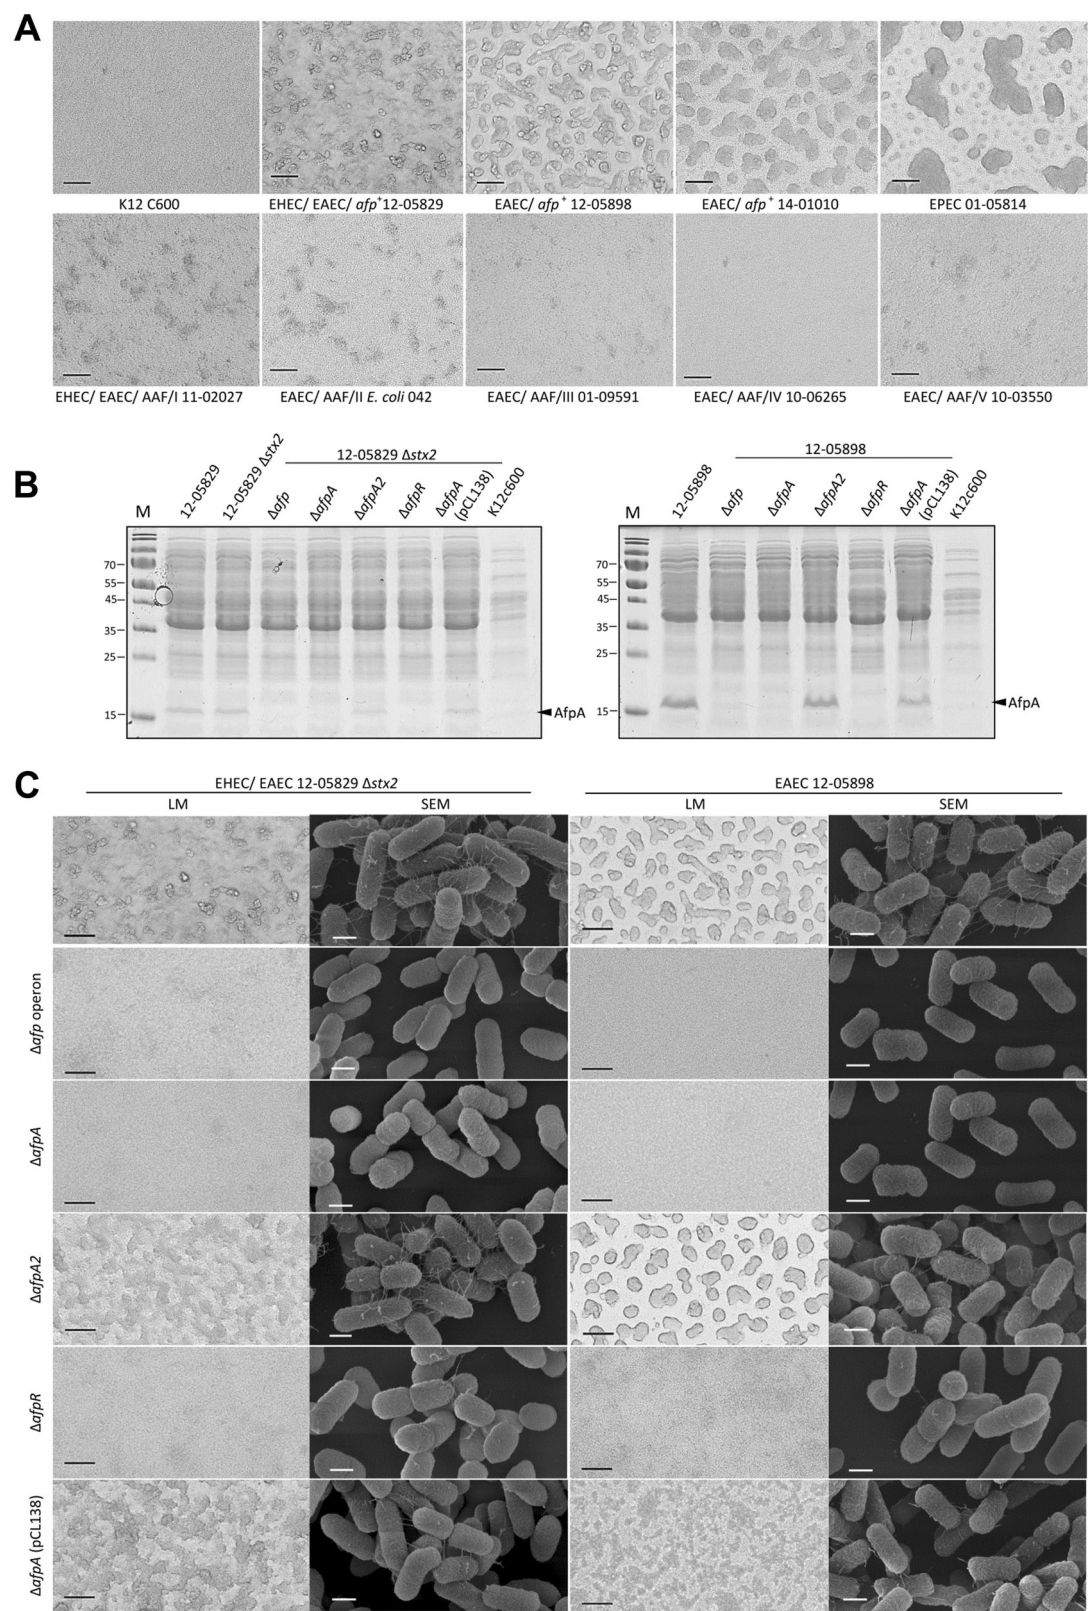 A
K12 C600
EHEC/ EAEC/ afp⁺12-05829
EAEC/ afp⁺ 12-05898
EAEC/ afp⁺ 14-01010
EPEC 01-05814
EHEC/ EAEC/ AAF/I 11-02027
EAEC/ AAF/II E. coli 042
EAEC/ AAF/III 01-09591
EAEC/ AAF/IV 10-06265
EAEC/ AAF/V 10-03550
B
12-05829 Δstx2
M
12-05829
12-05829 Δstx2
Δafp
ΔafpA
ΔafpA2
ΔafpR
ΔafpA
(pCL138)
K12c600
70
55
45
35
25
15
AfpA
12-05898
M
12-05898
Δafp
ΔafpA
ΔafpA2
ΔafpR
ΔafpA
(pCL138)
K12c600
70
55
45
35
25
15
AfpA
C
EHEC/ EAEC 12-05829 Δstx2
EAEC 12-05898
LM
SEM
LM
SEM
Δafp operon
ΔafpA
ΔafpA2
ΔafpR
ΔafpA (pCL138)